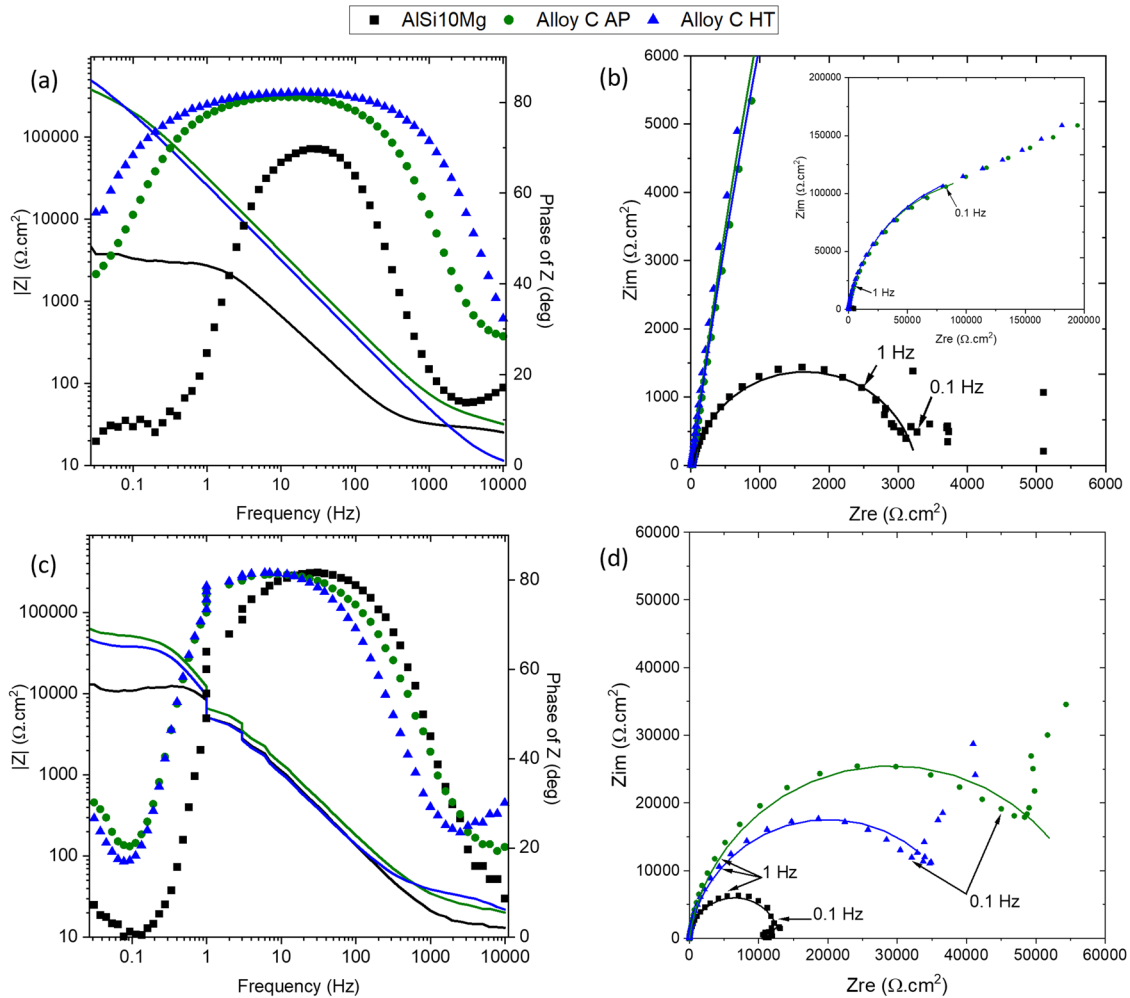 AlSi10Mg Alloy C AP Alloy C HT
(a)
100000
10000
1000
100
10
|Z| (Ω.cm²)
0.1 1 10 100 1000 10000
Frequency (Hz)
80
60
40
20
0
Phase of Z (deg)
(b)
6000
5000
4000
3000
2000
1000
0
Zim (Ω.cm²)
0 1000 2000 3000 4000 5000 6000
Zre (Ω.cm²)
1 Hz
0.1 Hz
200000
150000
100000
50000
0
Zim (Ω.cm²)
0 50000 100000 150000 200000
Zre (Ω.cm²)
0.1 Hz
1 Hz
(c)
100000
10000
1000
100
10
|Z| (Ω.cm²)
0.1 1 10 100 1000 10000
Frequency (Hz)
80
60
40
20
0
Phase of Z (deg)
(d)
60000
50000
40000
30000
20000
10000
0
Zim (Ω.cm²)
0 10000 20000 30000 40000 50000 60000
Zre (Ω.cm²)
1 Hz
0.1 Hz
0.1 Hz